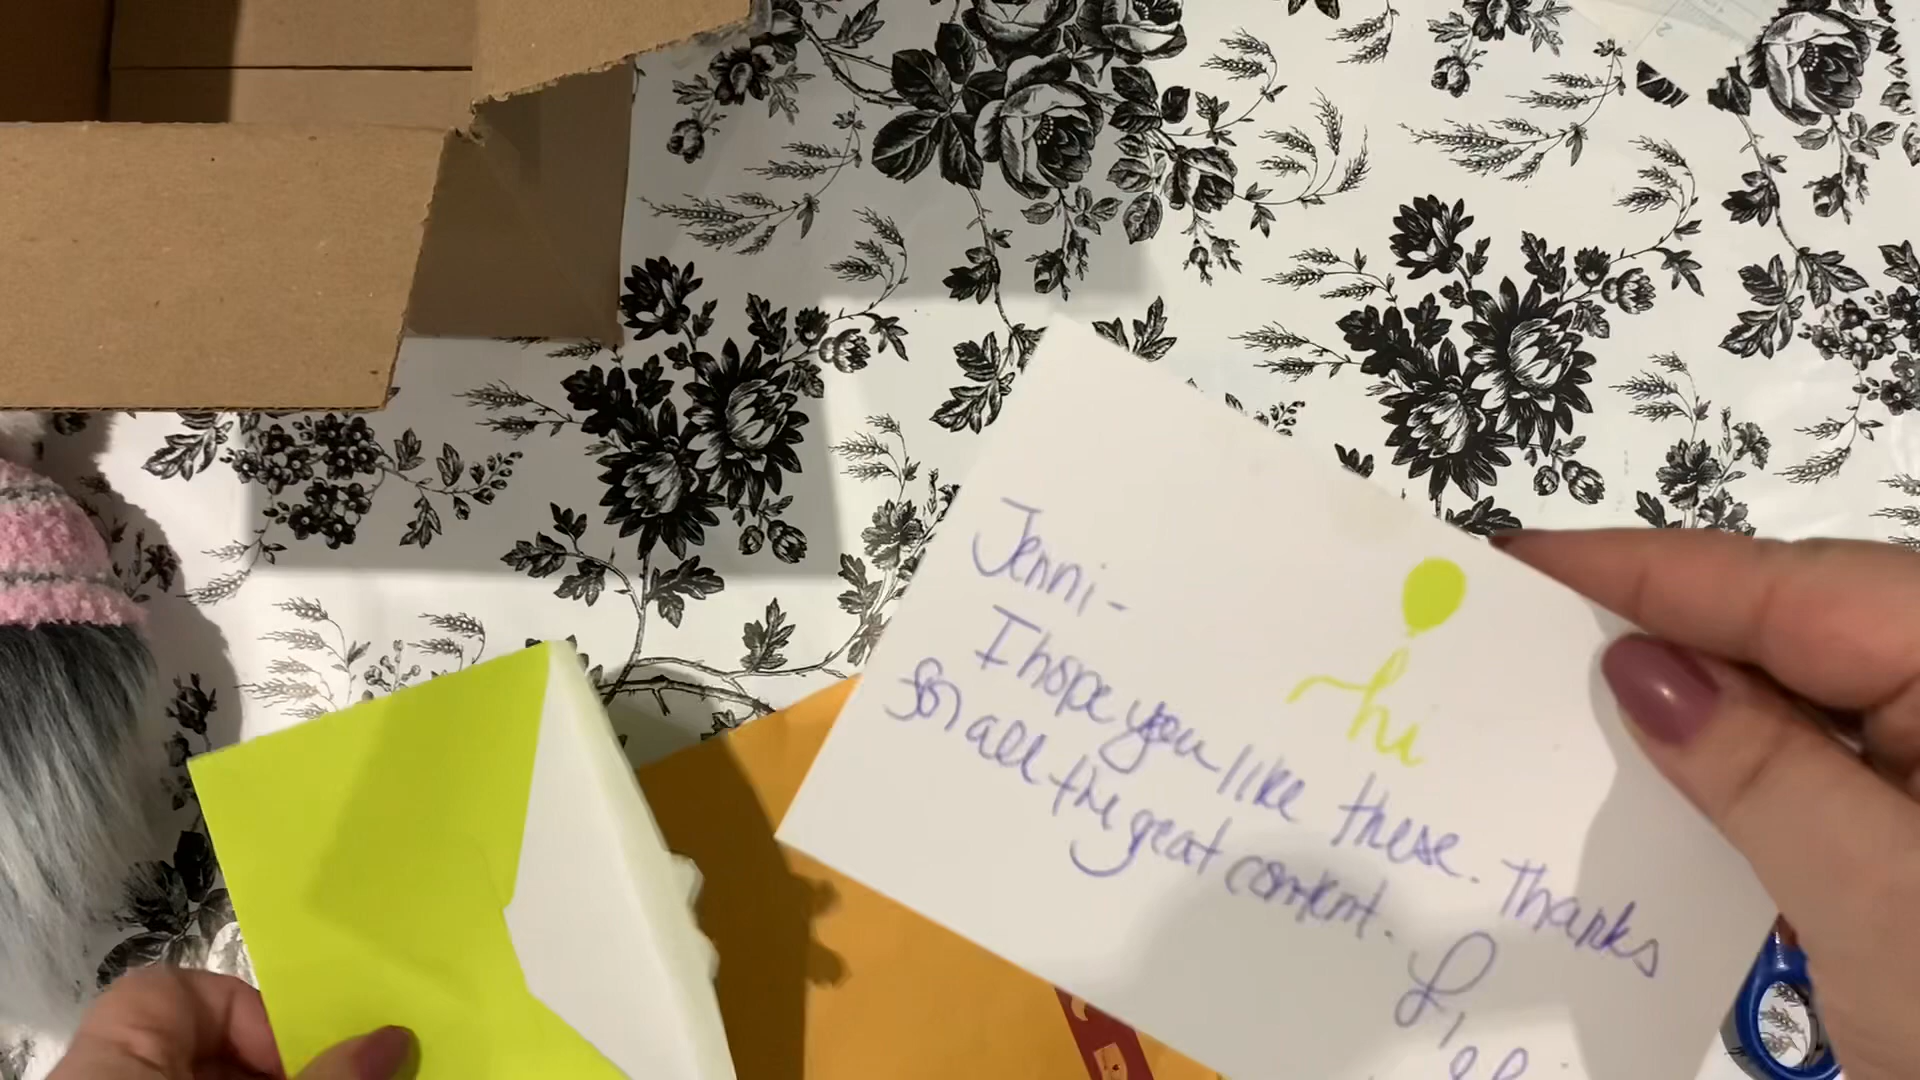 hi
Jenni-
I hope you like these. Thanks
for all the great content.